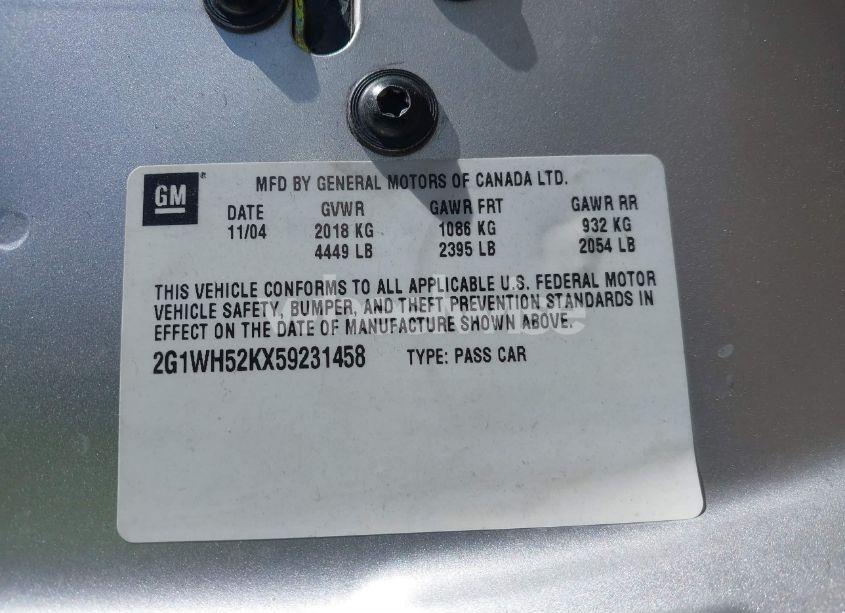 GM
MFD BY GENERAL MOTORS OF CANADA LTD.
DATE GVWR GAWR FRT GAWR RR
11/04 2018 KG 1086 KG 932 KG
4449 LB 2395 LB 2054 LB
THIS VEHICLE CONFORMS TO ALL APPLICABLE U.S. FEDERAL MOTOR
VEHICLE SAFETY, BUMPER, AND THEFT PREVENTION STANDARDS IN
EFFECT ON THE DATE OF MANUFACTURE SHOWN ABOVE.
2G1WH52KX59231458 TYPE: PASS CAR